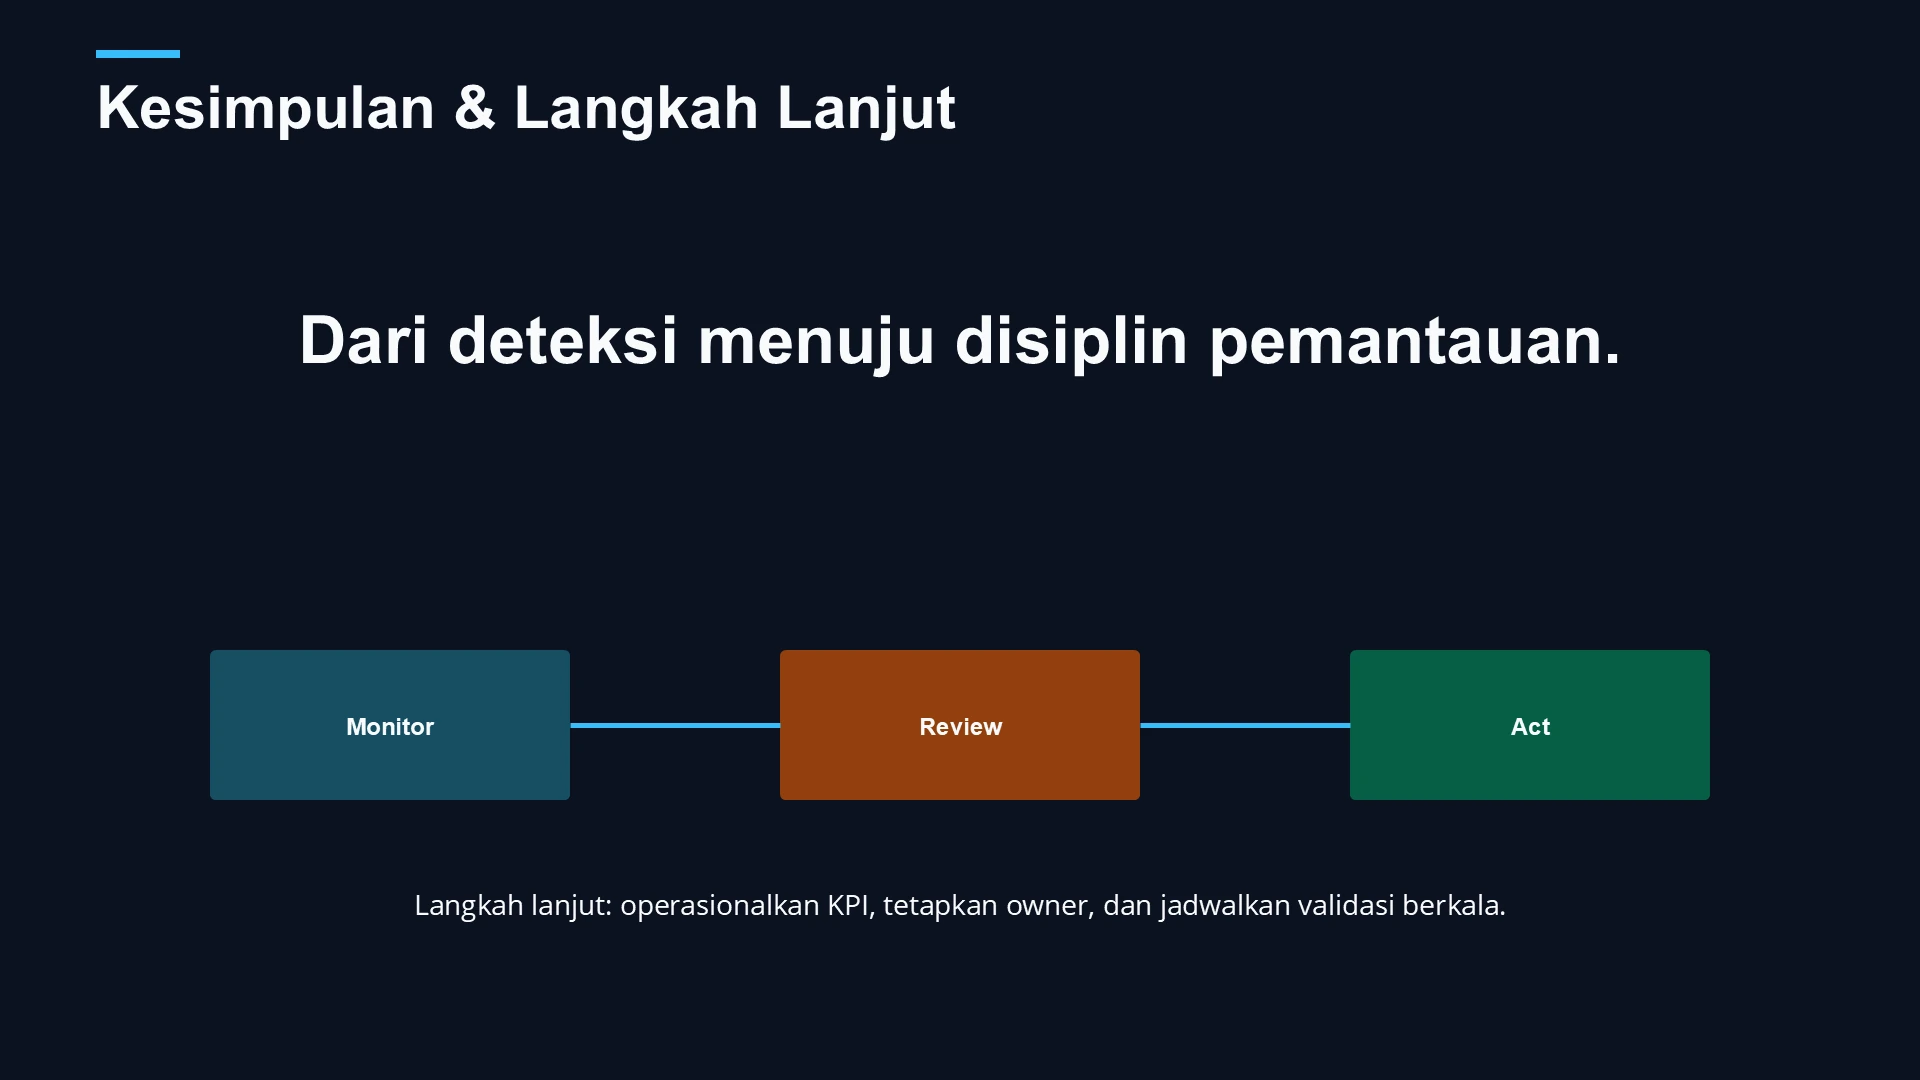 Kesimpulan & Langkah Lanjut
Dari deteksi menuju disiplin pemantauan.
Monitor
Review
Act
Langkah lanjut: operasionalkan KPI, tetapkan owner, dan jadwalkan validasi berkala.